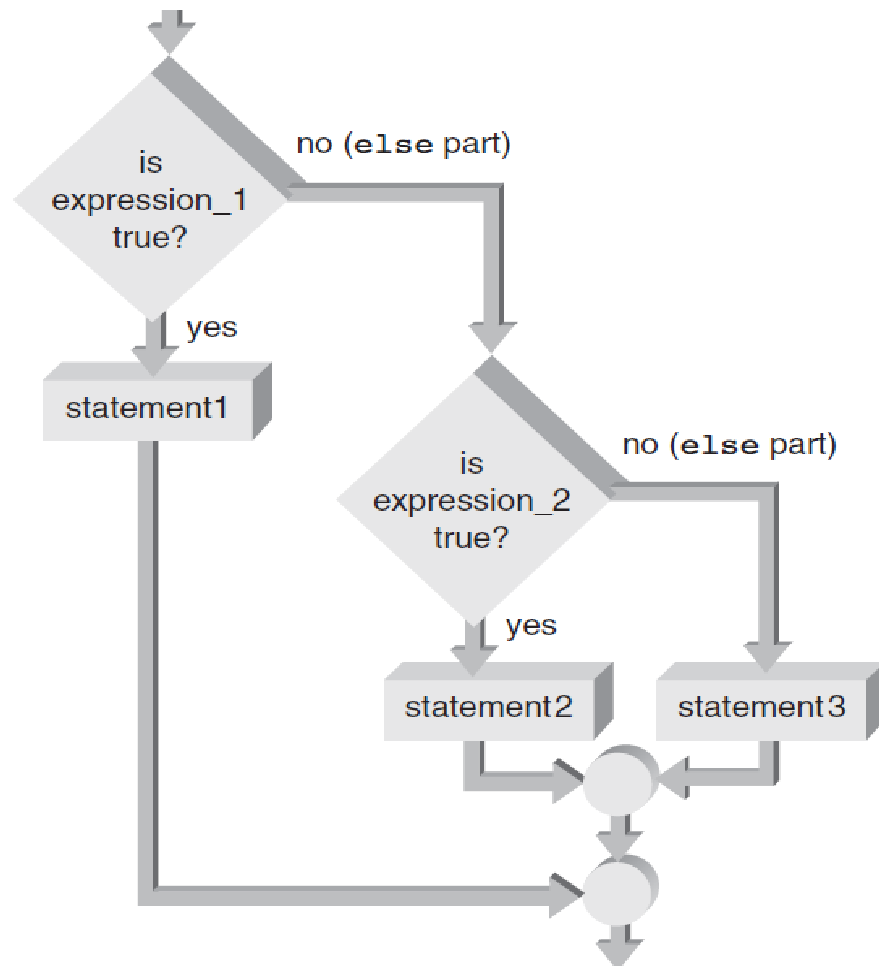 no (else part)
is
expression_1
true?
yes
statement1
no (else part)
is
expression_2
true?
yes
statement2
statement3